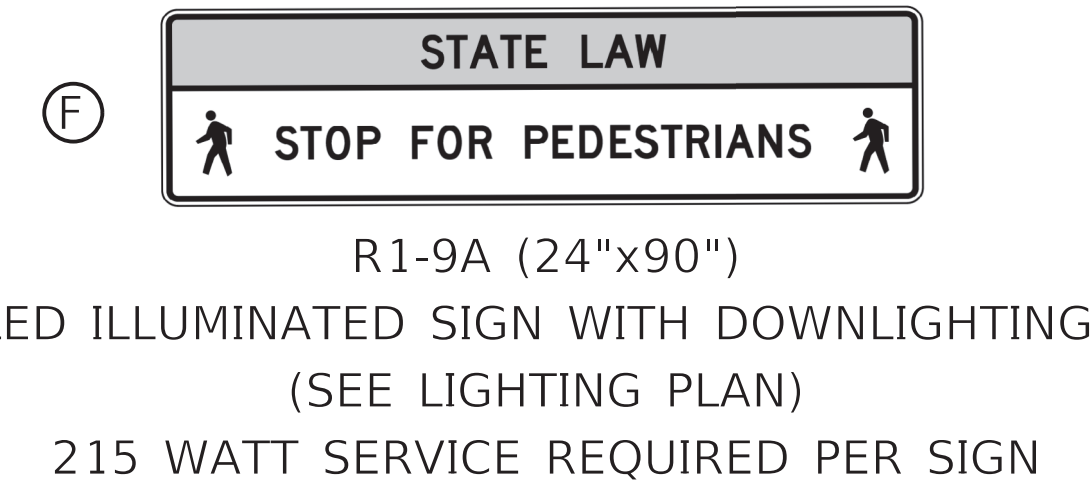 STATE LAW
F
STOP FOR PEDESTRIANS
R1-9A (24"x90")
ILLUMINATED SIGN WITH DOWNLIGHTING
(SEE LIGHTING PLAN)
215 WATT SERVICE REQUIRED PER SIGN